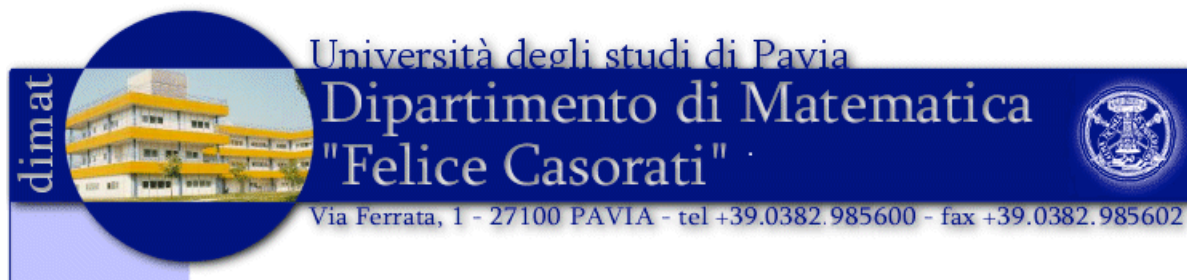 dimat
Università degli studi di Pavia
Dipartimento di Matematica
"Felice Casorati"
Via Ferrata, 1 - 27100 PAVIA - tel +39.0382.985600 - fax +39.0382.985602